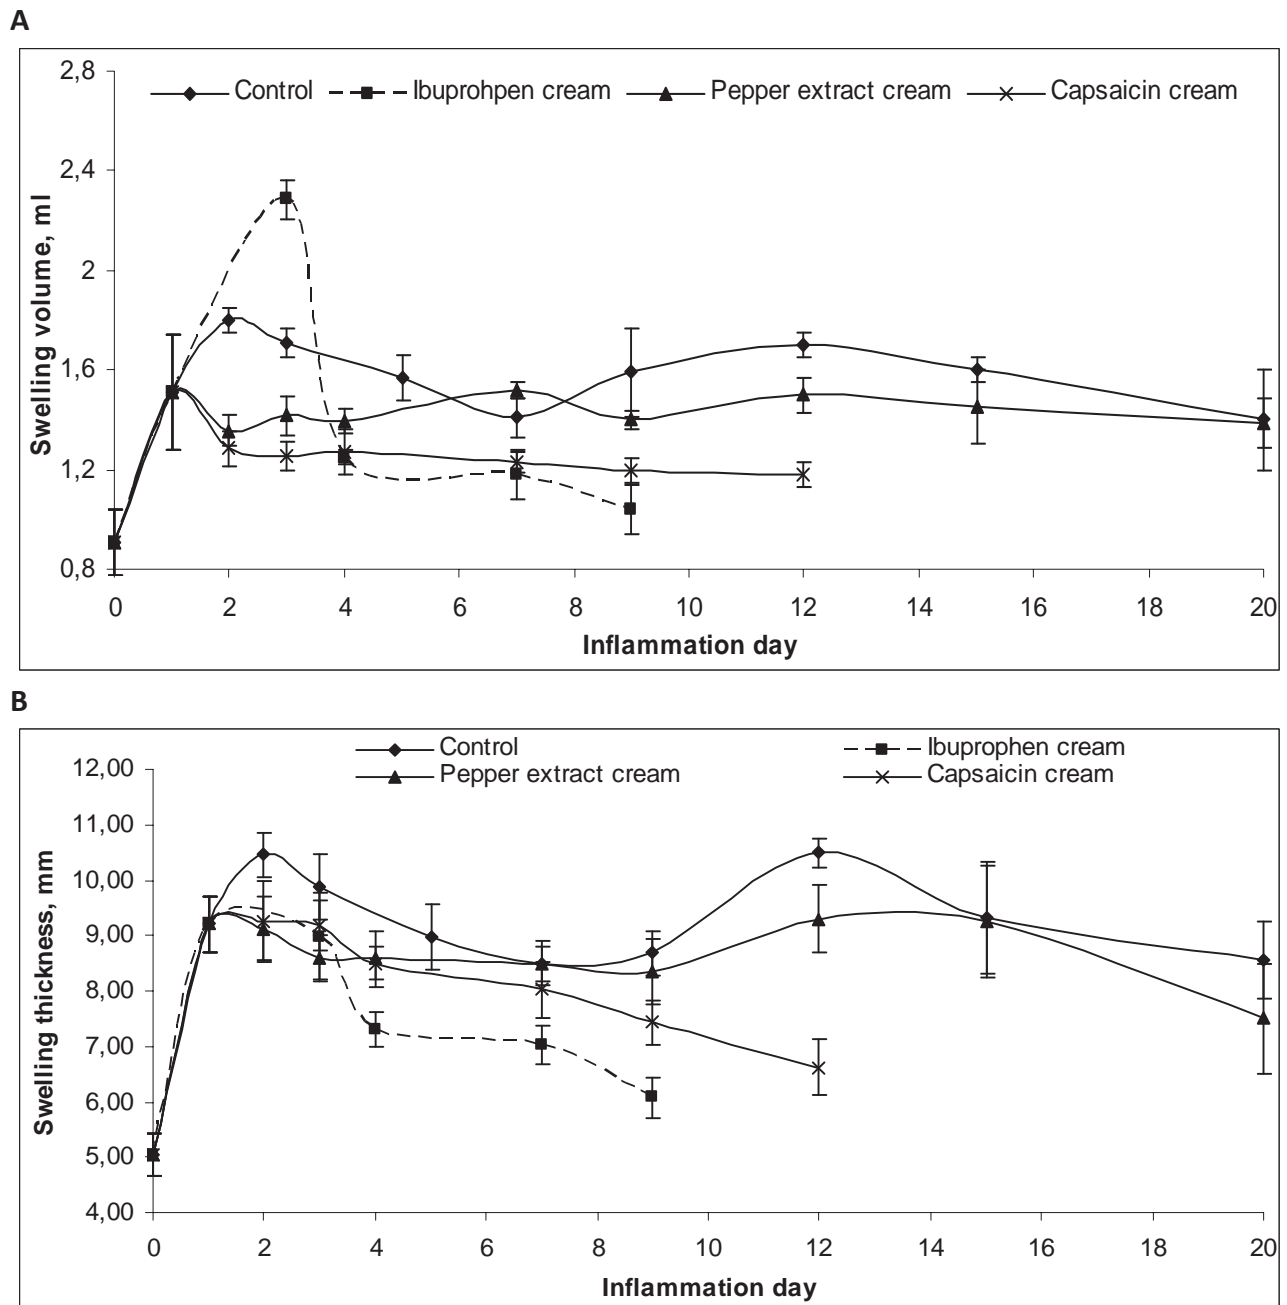 A
2,8
Control Ibuprohpen cream Pepper extract cream Capsaicin cream
2,4
2
1,6
1,2
0,8
Swelling volume, ml
0 2 4 6 8 10 12 14 16 18 20
Inflammation day
B
Control Ibuprophen cream
Pepper extract cream Capsaicin cream
12,00
11,00
10,00
9,00
8,00
7,00
6,00
5,00
4,00
Swelling thickness, mm
0 2 4 6 8 10 12 14 16 18 20
Inflammation day